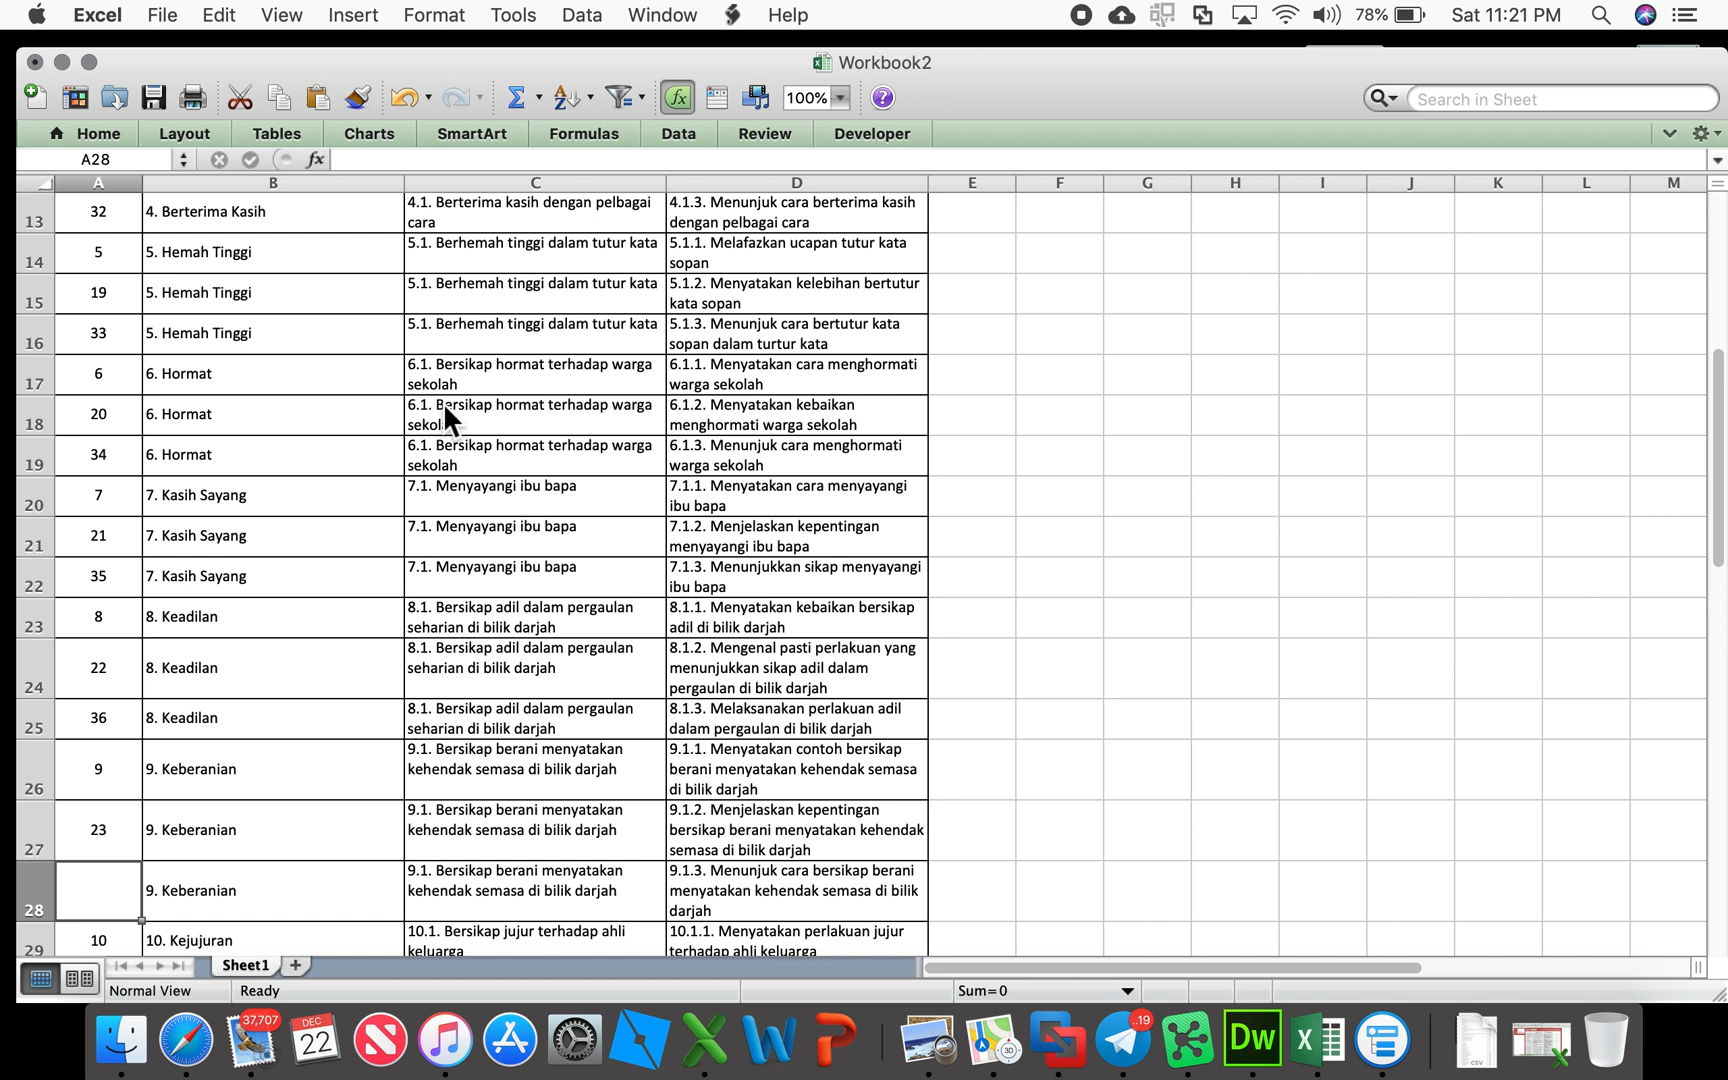 Excel File Edit View Insert Format Tools Data Window Help 78% Sat 11:21 PM
Workbook2
100% Search in Sheet
Home Layout Tables Charts SmartArt Formulas Data Review Developer
A28 fx
A B C D E F G H I J K L M
13 32 4. Berterima Kasih 4.1. Berterima kasih dengan pelbagai 4.1.3. Menunjuk cara berterima kasih
cara dengan pelbagai cara
14 5 5. Hemah Tinggi 5.1. Berhemah tinggi dalam tutur kata 5.1.1. Melafazkan ucapan tutur kata
sopan
15 19 5. Hemah Tinggi 5.1. Berhemah tinggi dalam tutur kata 5.1.2. Menyatakan kelebihan bertutur
kata sopan
16 33 5. Hemah Tinggi 5.1. Berhemah tinggi dalam tutur kata 5.1.3. Menunjuk cara bertutur kata
sopan dalam turtur kata
17 6 6. Hormat 6.1. Bersikap hormat terhadap warga 6.1.1. Menyatakan cara menghormati
sekolah warga sekolah
18 20 6. Hormat 6.1. Bersikap hormat terhadap warga 6.1.2. Menyatakan kebaikan
sekolah menghormati warga sekolah
19 34 6. Hormat 6.1. Bersikap hormat terhadap warga 6.1.3. Menunjuk cara menghormati
sekolah warga sekolah
20 7 7. Kasih Sayang 7.1. Menyayangi ibu bapa 7.1.1. Menyatakan cara menyayangi
ibu bapa
21 21 7. Kasih Sayang 7.1. Menyayangi ibu bapa 7.1.2. Menjelaskan kepentingan
menyayangi ibu bapa
22 35 7. Kasih Sayang 7.1. Menyayangi ibu bapa 7.1.3. Menunjukkan sikap menyayangi
ibu bapa
23 8 8. Keadilan 8.1. Bersikap adil dalam pergaulan 8.1.1. Menyatakan kebaikan bersikap
seharian di bilik darjah adil di bilik darjah
24 22 8. Keadilan 8.1. Bersikap adil dalam pergaulan 8.1.2. Mengenal pasti perlakuan yang
seharian di bilik darjah menunjukkan sikap adil dalam
pergaulan di bilik darjah
25 36 8. Keadilan 8.1. Bersikap adil dalam pergaulan 8.1.3. Melaksanakan perlakuan adil
seharian di bilik darjah dalam pergaulan di bilik darjah
26 9 9. Keberanian 9.1. Bersikap berani menyatakan 9.1.1. Menyatakan contoh bersikap
kehendak semasa di bilik darjah berani menyatakan kehendak semasa
di bilik darjah
27 23 9. Keberanian 9.1. Bersikap berani menyatakan 9.1.2. Menjelaskan kepentingan
kehendak semasa di bilik darjah bersikap berani menyatakan kehendak
semasa di bilik darjah
28 9. Keberanian 9.1. Bersikap berani menyatakan 9.1.3. Menunjuk cara bersikap berani
kehendak semasa di bilik darjah menyatakan kehendak semasa di bilik
darjah
29 10 10. Kejujuran 10.1. Bersikap jujur terhadap ahli 10.1.1. Menyatakan perlakuan jujur
keluarga terhadap ahli keluarga
Sheet1
Normal View Ready Sum=0
37,707 DEC 22 3D ..19 Dw CSV